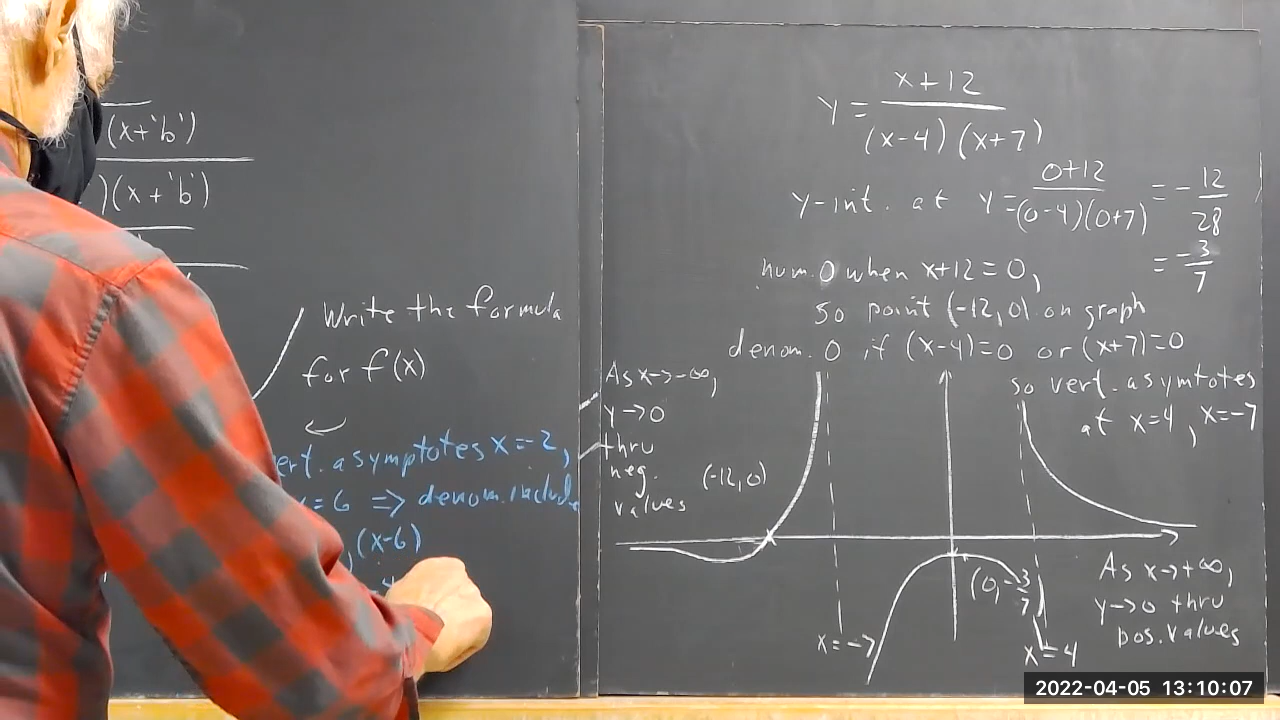 (x+'b')
)(x+'b')
Write the formula
for f(x)
vert. asymptotes x=-2,
x=6 => denom. include
(x-6)
y = x+12 / (x-4)(x+7)
y-int. at y = 0+12 / (0-4)(0+7) = -12/28
= -3/7
num. 0 when x+12=0,
so point (-12,0) on graph
denom. 0 if (x-4)=0 or (x+7)=0
so vert. asymtotes
at x=4, x=-7
As x→-∞,
y→0
thru
neg.
values
(-12,0)
(0,-3/7)
x=-7
x=4
As x→+∞,
y→0 thru
pos. values
2022-04-05 13:10:07